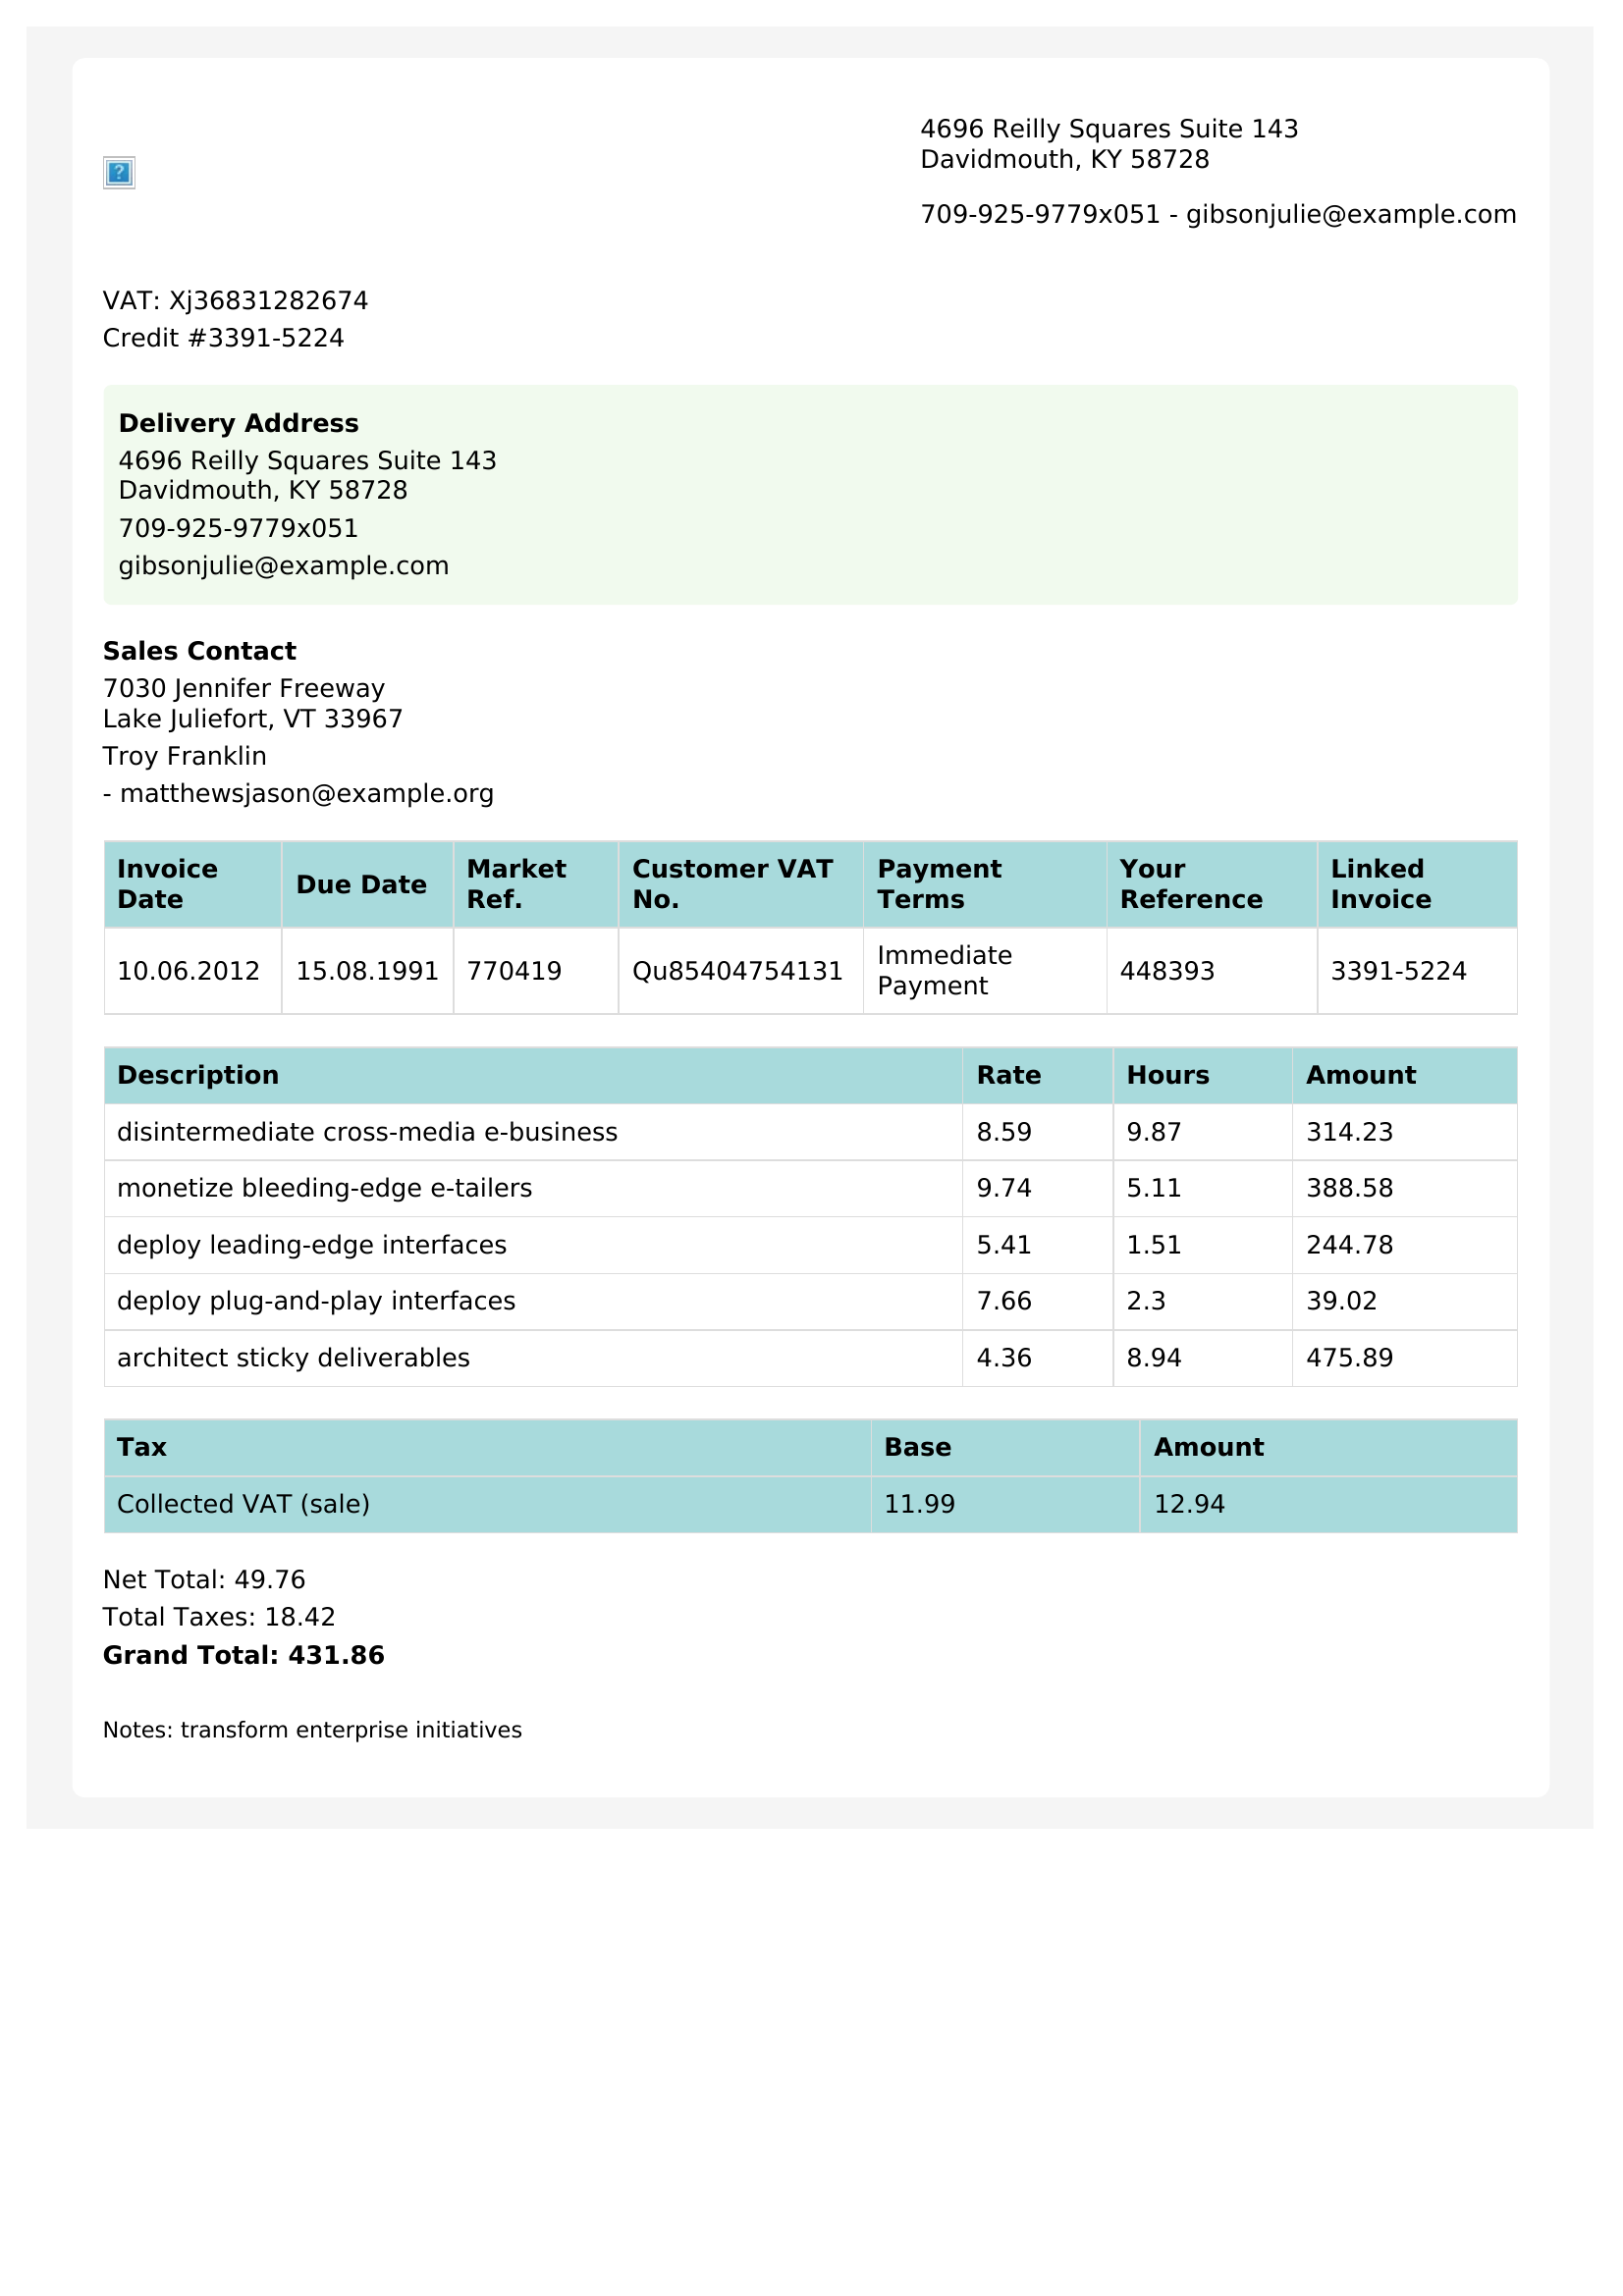 4696 Reilly Squares Suite 143
Davidmouth, KY 58728
709-925-9779x051 - gibsonjulie@example.com
VAT: Xj36831282674
Credit #3391-5224
Delivery Address
4696 Reilly Squares Suite 143
Davidmouth, KY 58728
709-925-9779x051
gibsonjulie@example.com
Sales Contact
7030 Jennifer Freeway
Lake Juliefort, VT 33967
Troy Franklin
- matthewsjason@example.org
Invoice Date Due Date Market Ref. Customer VAT No. Payment Terms Your Reference Linked Invoice
10.06.2012 15.08.1991 770419 Qu85404754131 Immediate Payment 448393 3391-5224
Description Rate Hours Amount
disintermediate cross-media e-business 8.59 9.87 314.23
monetize bleeding-edge e-tailers 9.74 5.11 388.58
deploy leading-edge interfaces 5.41 1.51 244.78
deploy plug-and-play interfaces 7.66 2.3 39.02
architect sticky deliverables 4.36 8.94 475.89
Tax Base Amount
Collected VAT (sale) 11.99 12.94
Net Total: 49.76
Total Taxes: 18.42
Grand Total: 431.86
Notes: transform enterprise initiatives